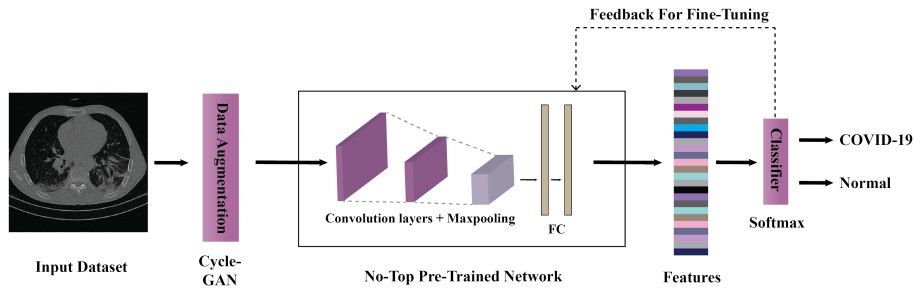 Feedback For Fine-Tuning
Data Augmentation
Classifier
COVID-19
Normal
Convolution layers + Maxpooling
FC
Softmax
Input Dataset
Cycle-
GAN
No-Top Pre-Trained Network
Features